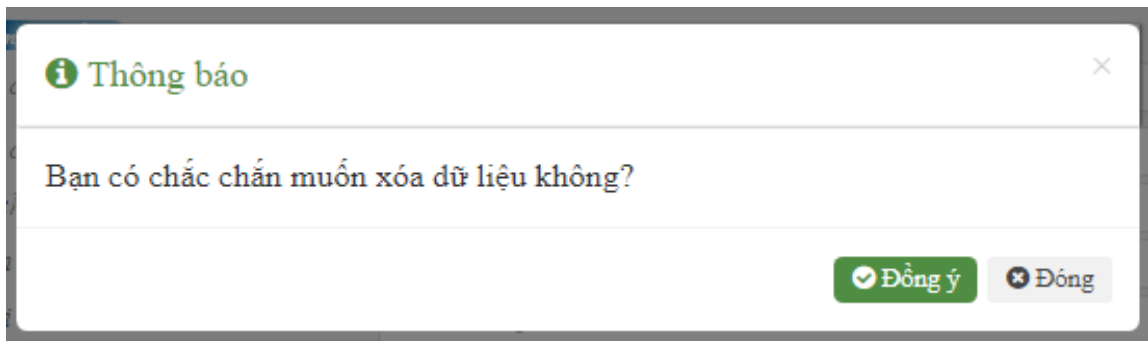 Thông báo
Bạn có chắc chắn muốn xóa dữ liệu không?
Đồng ý
Đóng